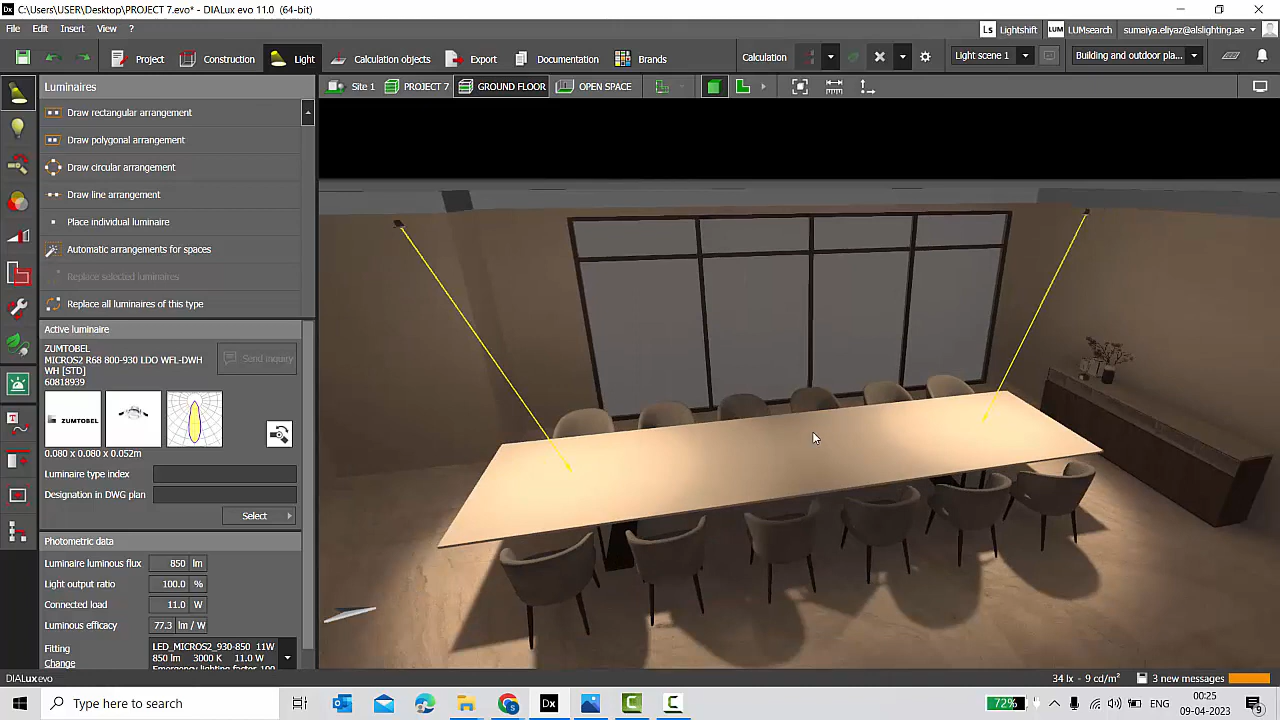 C:\Users\USER\Desktop\PROJECT 7.evo* - DIALux evo 11.0 (64-bit)
File Edit Insert View ?
Ls Lightshift LUM LUMsearch sumaiya.eliyaz@alslighting.ae
Project Construction Light Calculation objects Export Documentation Brands Calculation Light scene 1 Building and outdoor pla...
Luminaires
Site 1 PROJECT 7 GROUND FLOOR OPEN SPACE
Draw rectangular arrangement
Draw polygonal arrangement
Draw circular arrangement
Draw line arrangement
Place individual luminaire
Automatic arrangements for spaces
Replace selected luminaires
Replace all luminaires of this type
Active luminaire
ZUMTOBEL
MICROS2 R68 800-930 LDO WFL-DWH
WH [STD]
60818939
Send inquiry
ZUMTOBEL
0.080 x 0.080 x 0.052m
Luminaire type index
Designation in DWG plan
Select
Photometric data
Luminaire luminous flux 850 lm
Light output ratio 100.0 %
Connected load 11.0 W
Luminous efficacy 77.3 lm / W
Fitting LED_MICROS2_930-850 11W
850 lm 3000 K 11.0 W
Change Emergency lighting factor 100
DIALux evo 34 lx - 9 cd/m² 3 new messages
Type here to search Dx 72% ENG 00:25
09-04-2023 9